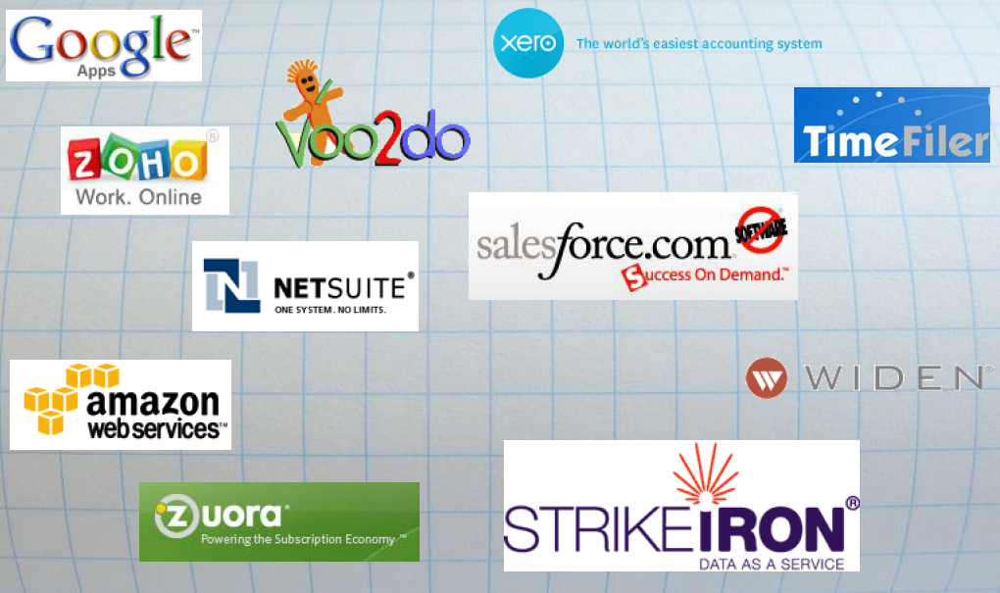 Google™
Apps
xero
The world's easiest accounting system
Voo2do
TimeFiler
ZOHO®
Work. Online
salesforce.com
SOFTWARE
Success On Demand.™
NETSUITE®
ONE SYSTEM. NO LIMITS.
WIDEN®
amazon
webservices™
zuora®
Powering the Subscription Economy™
STRIKEIRON®
DATA AS A SERVICE